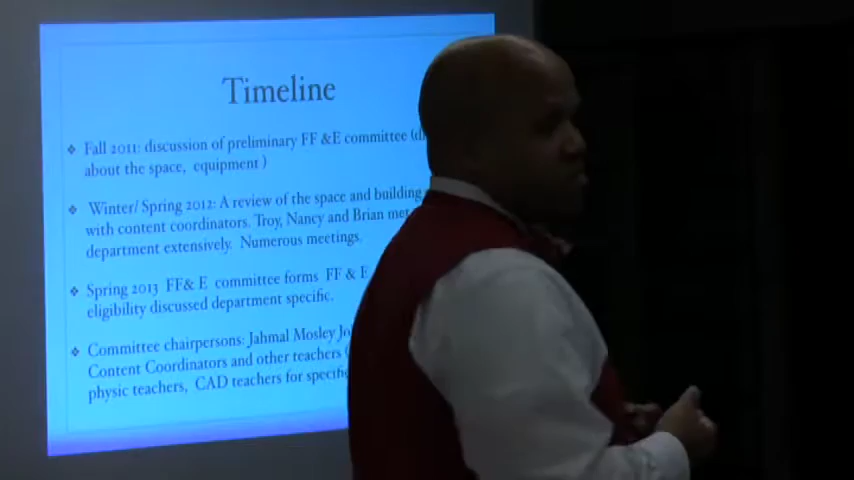 Timeline
Fall 2011: discussion of preliminary FF &E committee (d
about the space, equipment )
Winter/ Spring 2012: A review of the space and building
with content coordinators. Troy, Nancy and Brian met
department extensively. Numerous meetings.
Spring 2013 FF& E committee forms FF & E
eligibility discussed department specific.
Committee chairpersons: Jahmal Mosley Jo
Content Coordinators and other teachers (
physic teachers, CAD teachers for specific